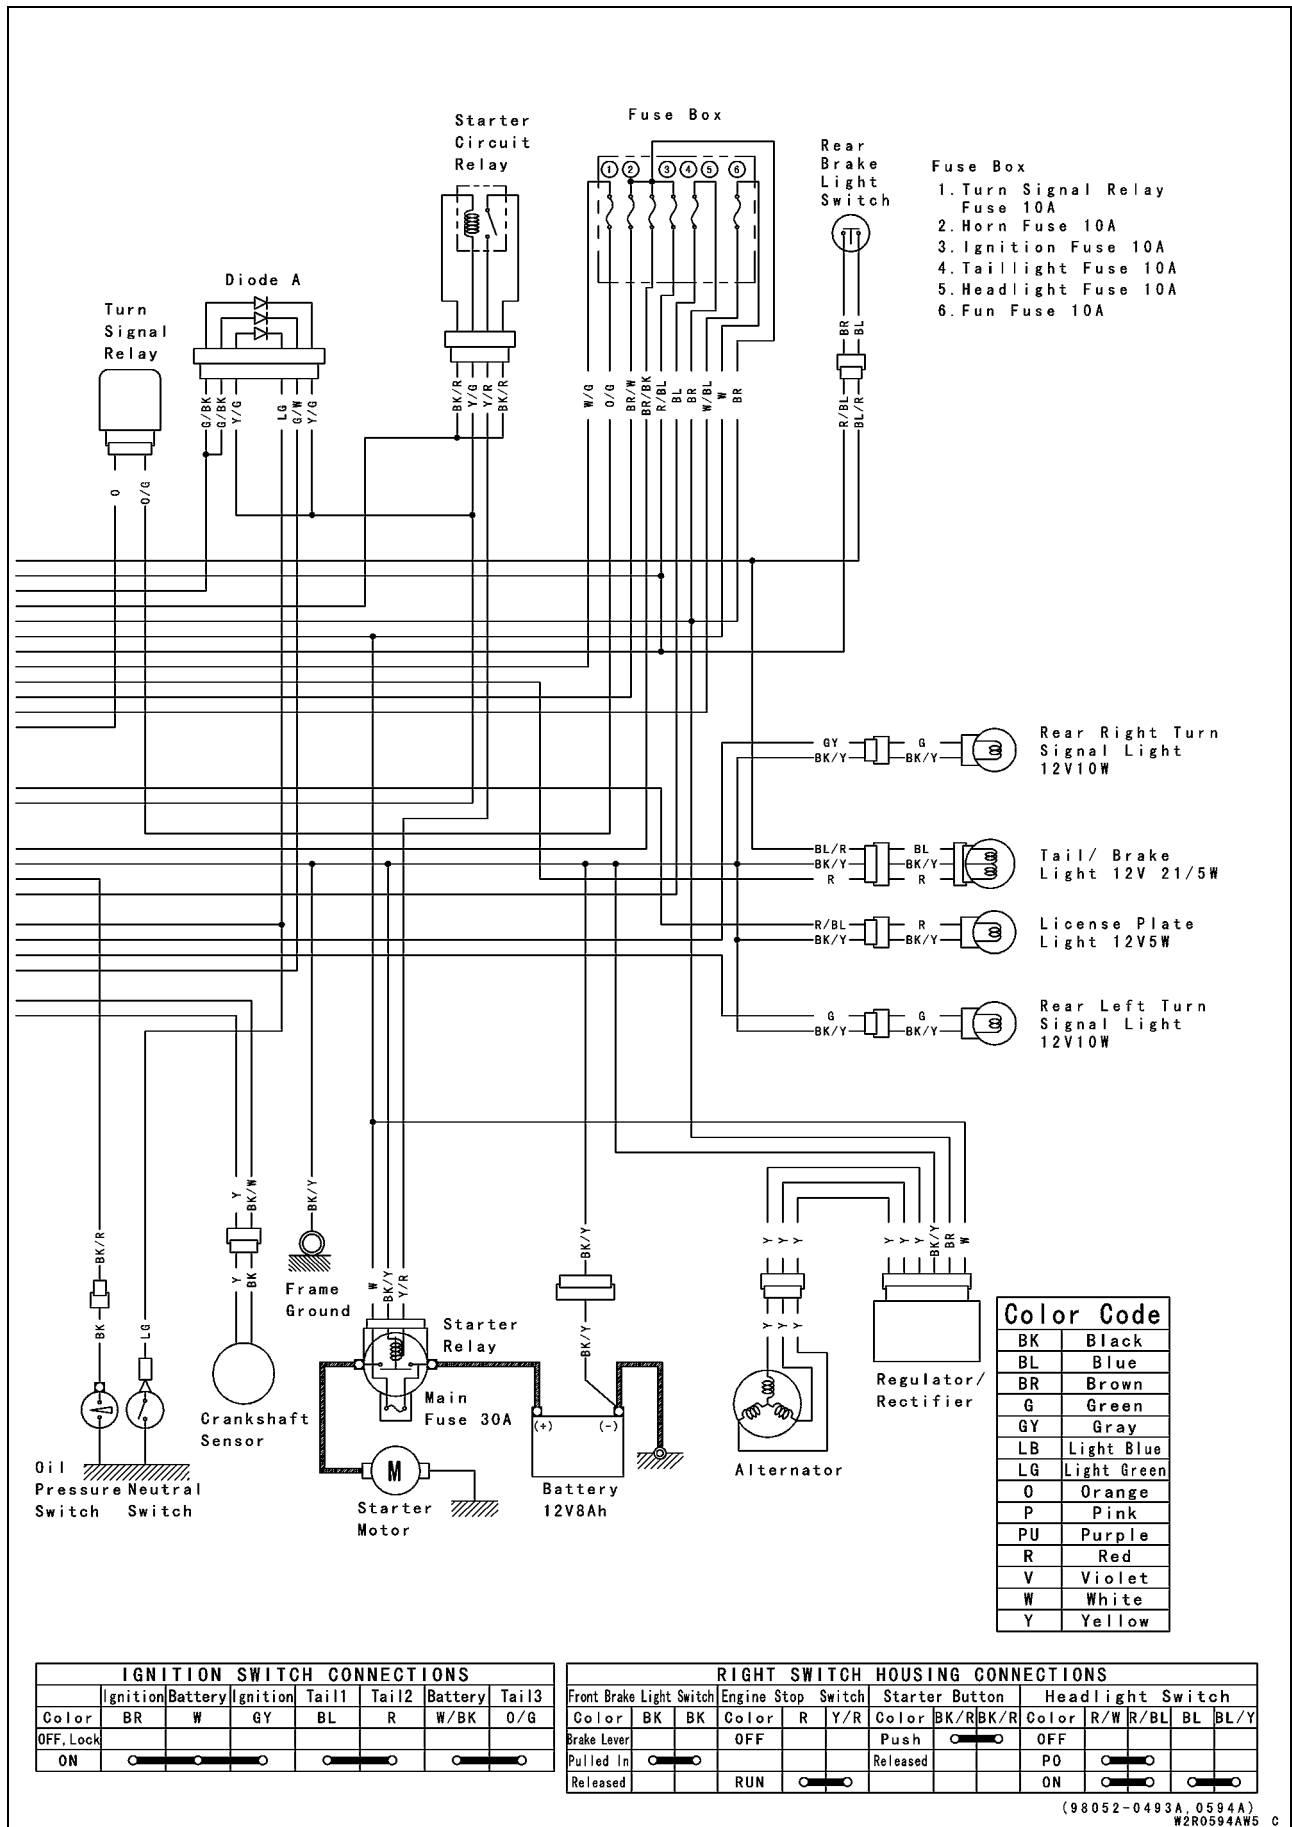 Fuse Box
Starter
Circuit
Relay
Rear
Brake
Light
Switch
Fuse Box
1. Turn Signal Relay
Fuse 10A
2. Horn Fuse 10A
3. Ignition Fuse 10A
4. Taillight Fuse 10A
5. Headlight Fuse 10A
6. Fun Fuse 10A
1 2 3 4 5 6
Diode A
Turn
Signal
Relay
BR BL
G/BK G/BK Y/G LG G/W Y/G
BK/R Y/G Y/R BK/R
W/G O/G BR/W BR/BK R/BL BL BR W/BL W BR
R/BL BL/R
O O/G
GY G
BK/Y BK/Y
Rear Right Turn
Signal Light
12V10W
BL/R BL
BK/Y BK/Y
R R
Tail/ Brake
Light 12V 21/5W
R/BL R
BK/Y BK/Y
License Plate
Light 12V5W
G G
BK/Y BK/Y
Rear Left Turn
Signal Light
12V10W
Y BK/W
BK/Y
BK/R
BK/Y
Y Y Y
Y Y Y BK/Y BR W
Y BK
W BK/Y Y/R
BK LG
BK/Y
Y Y Y
Frame
Ground
Starter
Relay
Main
Fuse 30A
Crankshaft
Sensor
(+) (-)
Regulator/
Rectifier
Alternator
M
Oil
Pressure
Switch
Neutral
Switch
Starter
Motor
Battery
12V8Ah
Color Code
BK Black
BL Blue
BR Brown
G Green
GY Gray
LB Light Blue
LG Light Green
O Orange
P Pink
PU Purple
R Red
V Violet
W White
Y Yellow
IGNITION SWITCH CONNECTIONS
Ignition Battery Ignition Tail1 Tail2 Battery Tail3
Color BR W GY BL R W/BK O/G
OFF, Lock
ON
RIGHT SWITCH HOUSING CONNECTIONS
Front Brake Light Switch Engine Stop Switch Starter Button Headlight Switch
Color BK BK Color R Y/R Color BK/R BK/R Color R/W R/BL BL BL/Y
Brake Lever OFF Push OFF
Pulled In Released PO
Released RUN ON
(98052-0493A, 0594A)
W2R0594AW5 C